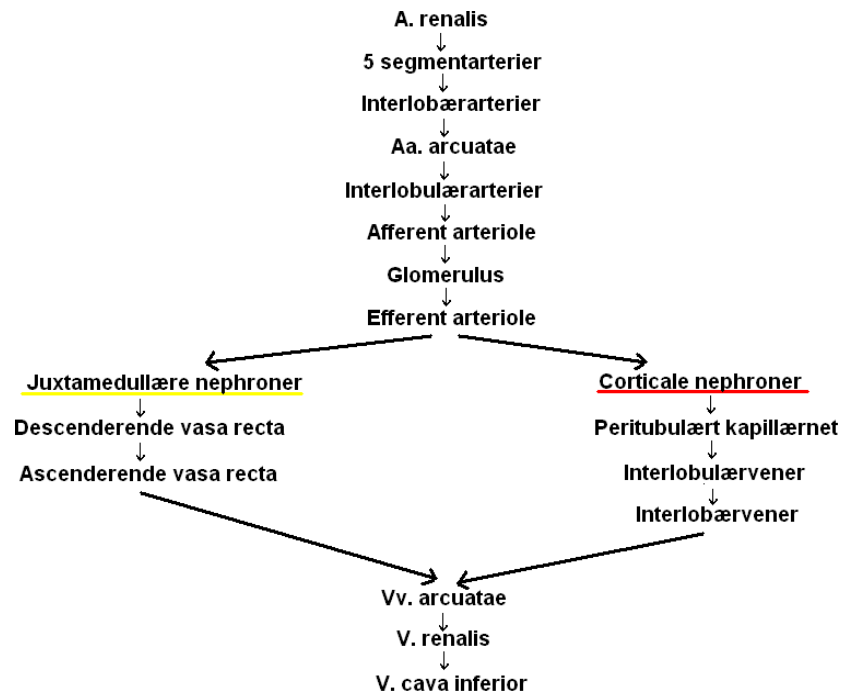 A. renalis
5 segmentarterier
Interlobærarterier
Aa. arcuatae
Interlobulærarterier
Afferent arteriole
Glomerulus
Efferent arteriole
Juxtamedullære nephroner
Descenderende vasa recta
Ascenderende vasa recta
Corticale nephroner
Peritubulært kapillærnet
Interlobulærvener
Interlobærvener
Vv. arcuatae
V. renalis
V. cava inferior